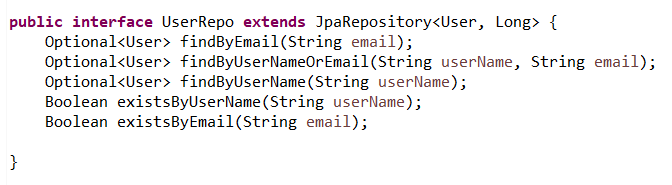 public interface UserRepo extends JpaRepository<User, Long> {
    Optional<User> findByEmail(String email);
    Optional<User> findByUserNameOrEmail(String userName, String email);
    Optional<User> findByUserName(String userName);
    Boolean existsByUserName(String userName);
    Boolean existsByEmail(String email);
}